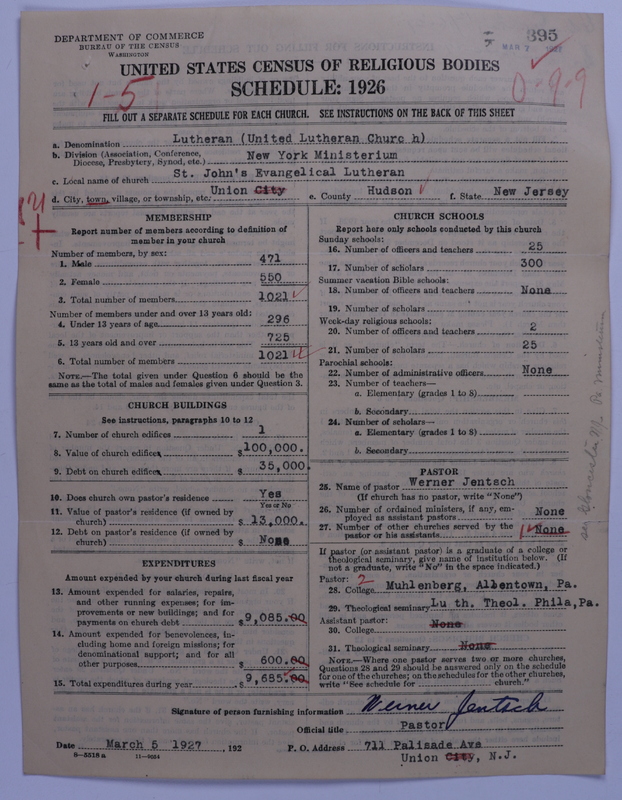 DEPARTMENT OF COMMERCE
BUREAU OF THE CENSUS
WASHINGTON
395
MAR 7
UNITED STATES CENSUS OF RELIGIOUS BODIES
SCHEDULE: 1926
1-51
0-9-9
FILL OUT A SEPARATE SCHEDULE FOR EACH CHURCH. SEE INSTRUCTIONS ON THE BACK OF THIS SHEET
a. Denomination Lutheran (United Lutheran Churc h)
b. Division (Association, Conference, Diocese, Presbytery, Synod, etc.) New York Ministerium
c. Local name of church St. John's Evangelical Lutheran
d. City, town, village, or township, etc. Union City e. County Hudson f. State New Jersey
MEMBERSHIP
Report number of members according to definition of
member in your church
Number of members, by sex:
1. Male 471
2. Female 550
3. Total number of members 1021
Number of members under and over 13 years old:
4. Under 13 years of age 296
5. 13 years old and over 725
6. Total number of members 1021
NOTE.—The total given under Question 6 should be the
same as the total of males and females given under Question 3.
CHURCH BUILDINGS
See instructions, paragraphs 10 to 12
7. Number of church edifices 1
8. Value of church edifices $100,000.
9. Debt on church edifices $ 35,000.
10. Does church own pastor's residence Yes
Yes or No
11. Value of pastor's residence (if owned by
church) $ 13,000.
12. Debt on pastor's residence (if owned by
church) $ None
EXPENDITURES
Amount expended by your church during last fiscal year
13. Amount expended for salaries, repairs,
and other running expenses; for im-
provements or new buildings; and for
payments on church debt $9,085.00
14. Amount expended for benevolences, in-
cluding home and foreign missions; for
denominational support; and for all
other purposes $ 600.00
15. Total expenditures during year $9,685.00
CHURCH SCHOOLS
Report here only schools conducted by this church
Sunday schools:
16. Number of officers and teachers 25
17. Number of scholars 300
Summer vacation Bible schools:
18. Number of officers and teachers None
19. Number of scholars
Week-day religious schools:
20. Number of officers and teachers 2
21. Number of scholars 25
Parochial schools:
22. Number of administrative officers None
23. Number of teachers—
a. Elementary (grades 1 to 8)
b. Secondary
24. Number of scholars—
a. Elementary (grades 1 to 8)
b. Secondary
PASTOR
25. Name of pastor Werner Jentsch
(If church has no pastor, write "None")
26. Number of ordained ministers, if any, em-
ployed as assistant pastors None
27. Number of other churches served by the
pastor or his assistants 1 None
If pastor (or assistant pastor) is a graduate of a college or
theological seminary, give name of institution below. (If
not a graduate, write "No" in the space indicated.)
Pastor: 2
28. College Muhlenberg, Allentown, Pa.
29. Theological seminary Lu th. Theol. Phila,Pa.
Assistant pastor:
30. College None
31. Theological seminary None
NOTE.—Where one pastor serves two or more churches,
Questions 28 and 29 should be answered only on the schedule
for one of the churches; on the schedules for the other churches,
write "See schedule for church."
Signature of person furnishing information Werner Jentsch
Official title Pastor
Date March 5 1927, 192 P. O. Address 711 Palisade Ave
8-5518 a 11-9024 Union City, N.J.